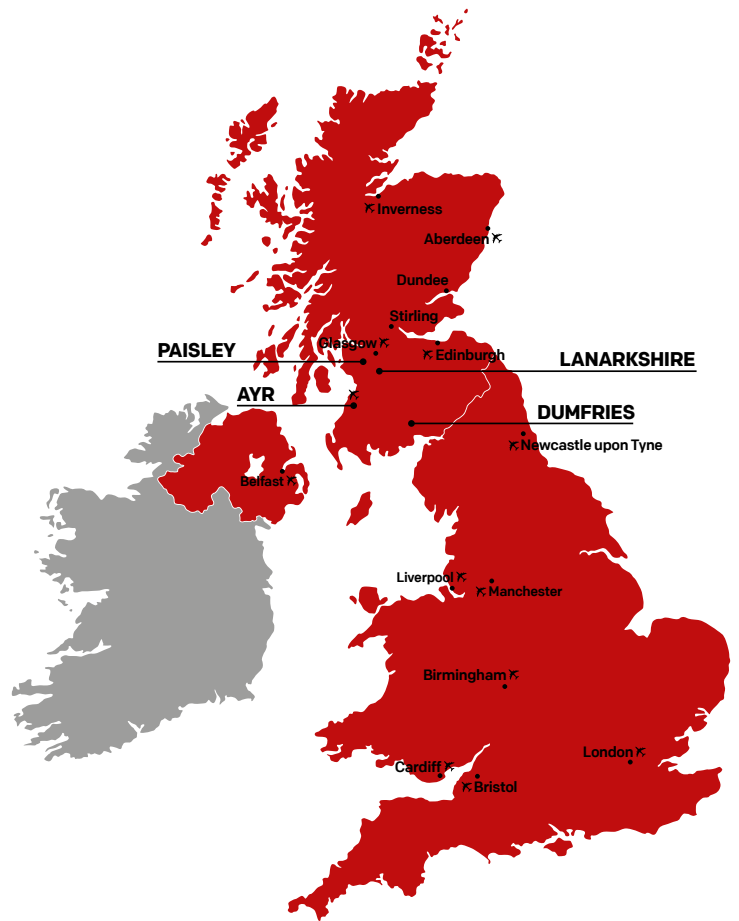 Inverness
Aberdeen
Dundee
Stirling
Glasgow
Edinburgh
PAISLEY
LANARKSHIRE
AYR
DUMFRIES
Newcastle upon Tyne
Belfast
Liverpool
Manchester
Birmingham
London
Cardiff
Bristol